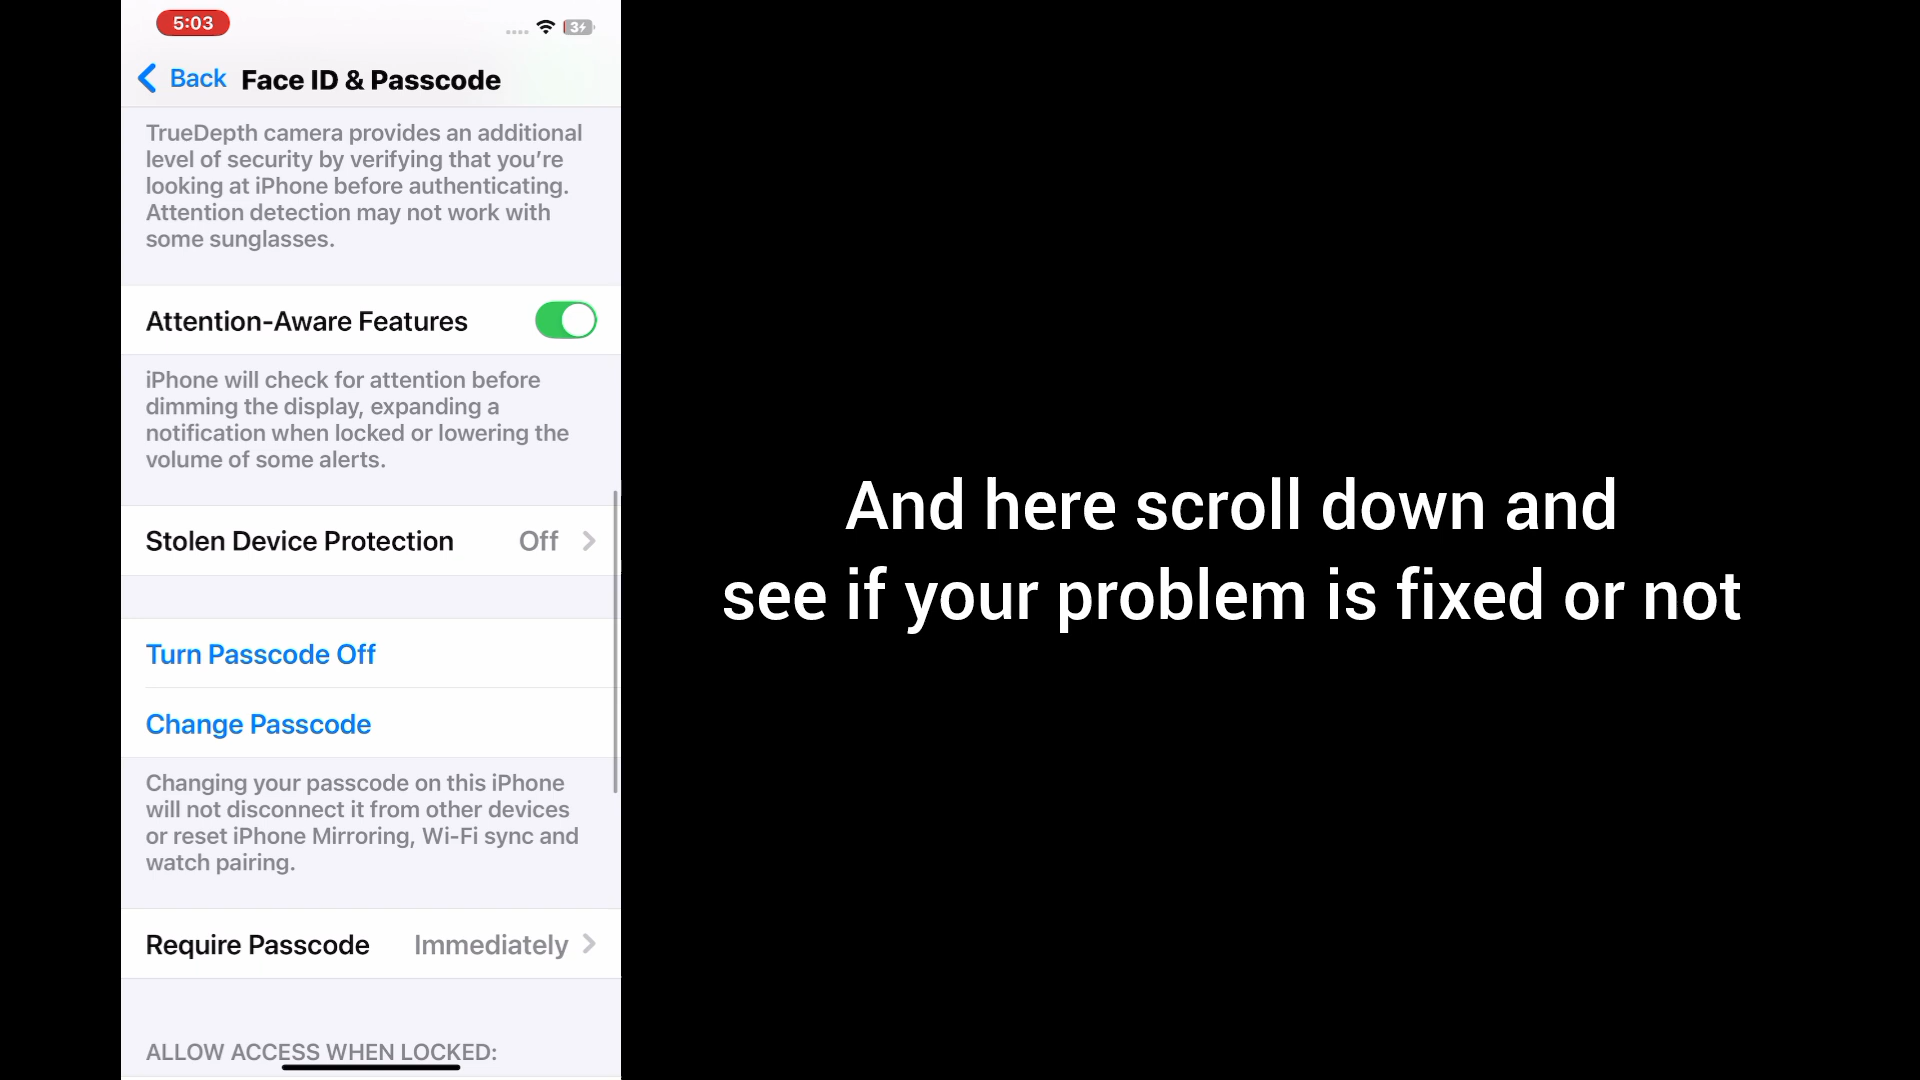 5:03
3
Back
Face ID & Passcode
TrueDepth camera provides an additional
level of security by verifying that you’re
looking at iPhone before authenticating.
Attention detection may not work with
some sunglasses.
Attention-Aware Features
iPhone will check for attention before
dimming the display, expanding a
notification when locked or lowering the
volume of some alerts.
Stolen Device Protection Off
Turn Passcode Off
Change Passcode
Changing your passcode on this iPhone
will not disconnect it from other devices
or reset iPhone Mirroring, Wi-Fi sync and
watch pairing.
Require Passcode Immediately
ALLOW ACCESS WHEN LOCKED:
And here scroll down and
see if your problem is fixed or not